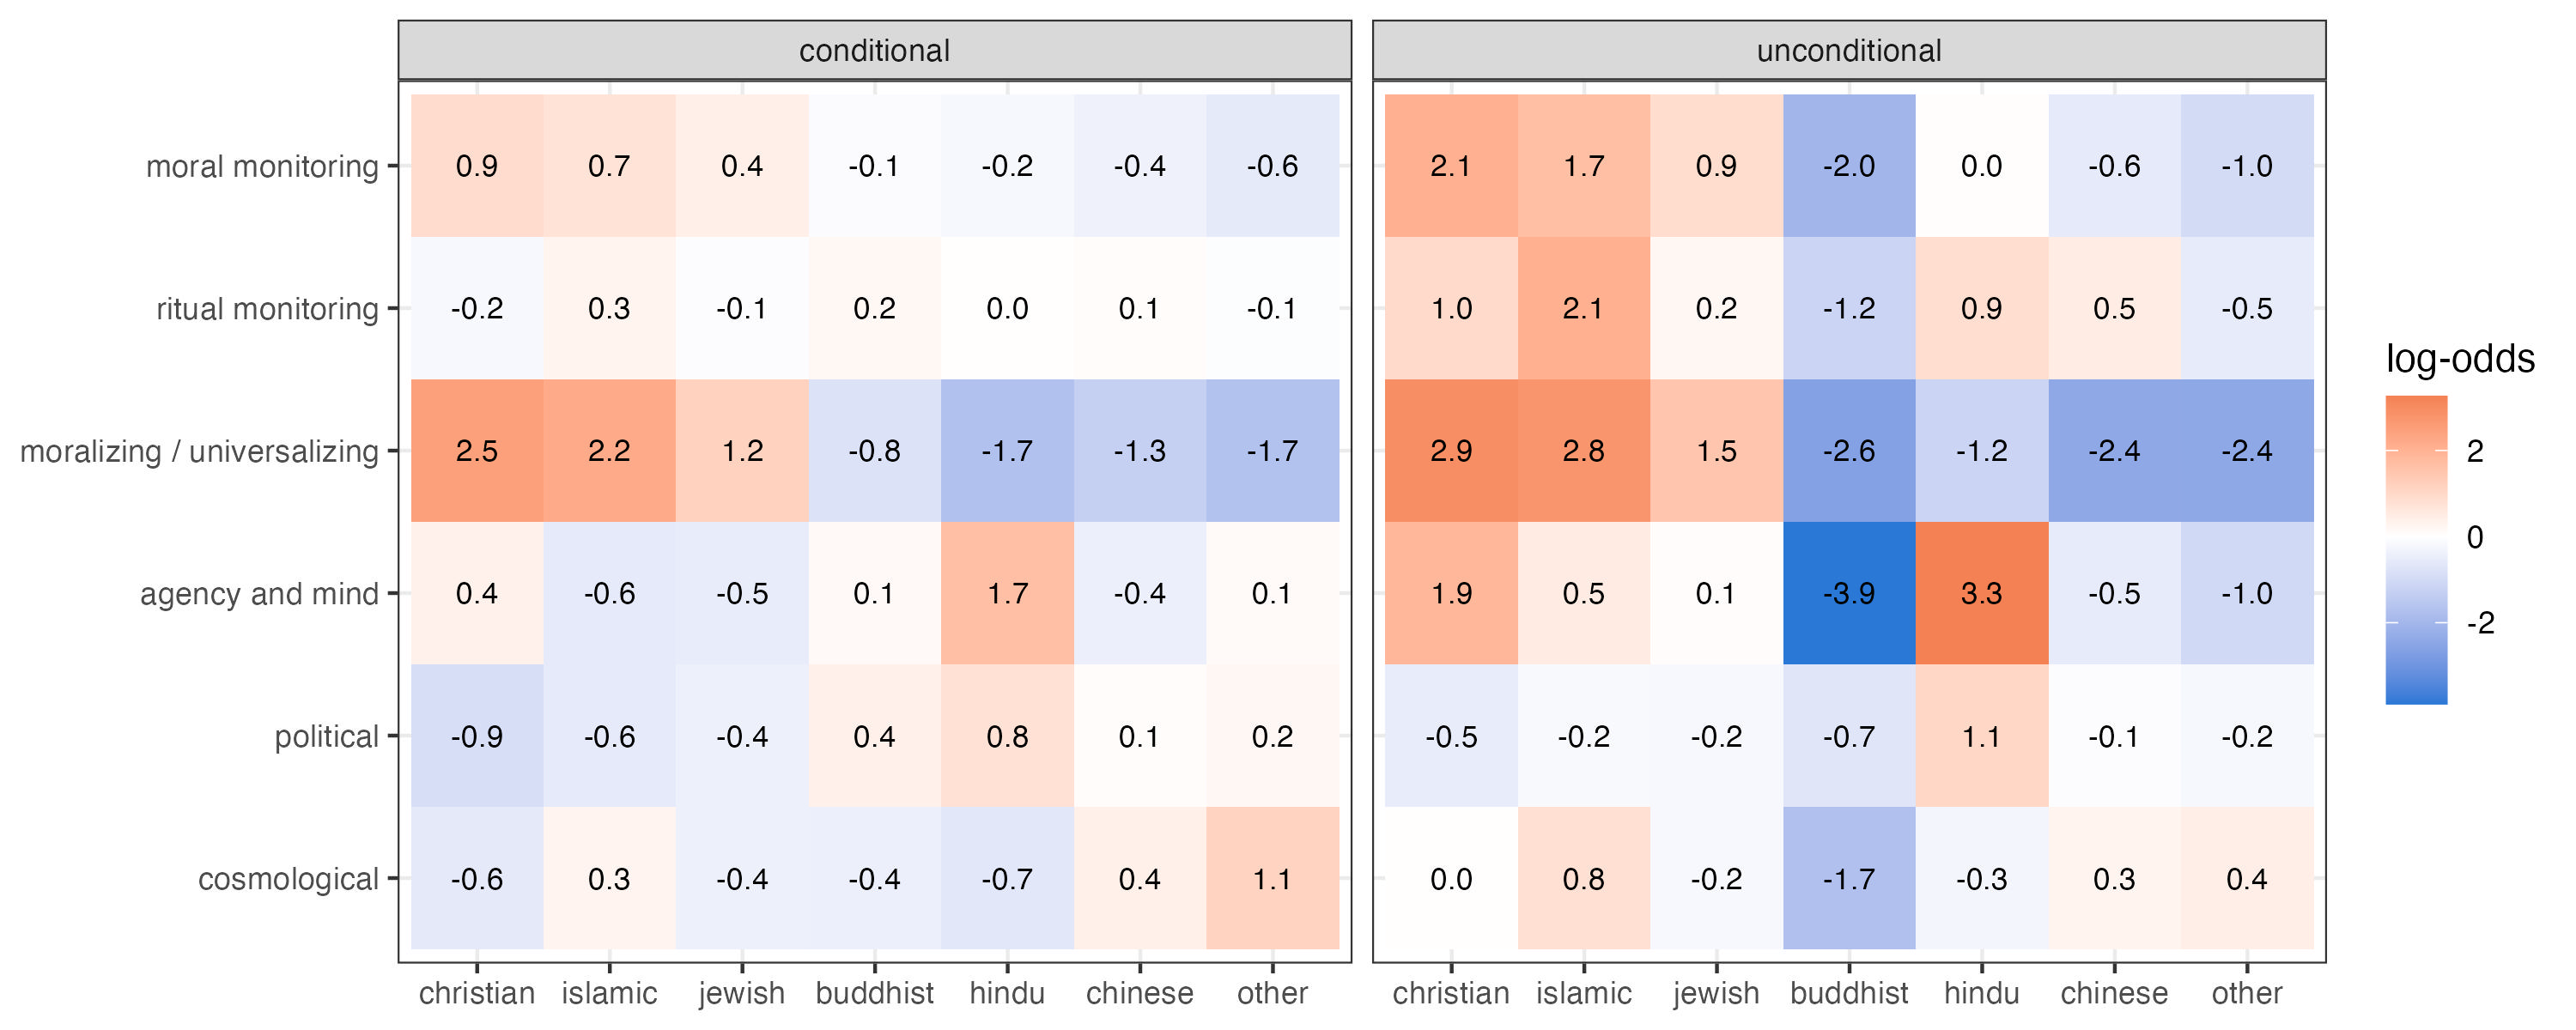 conditional unconditional
moral monitoring 0.9 0.7 0.4 -0.1 -0.2 -0.4 -0.6 2.1 1.7 0.9 -2.0 0.0 -0.6 -1.0
ritual monitoring -0.2 0.3 -0.1 0.2 0.0 0.1 -0.1 1.0 2.1 0.2 -1.2 0.9 0.5 -0.5
moralizing / universalizing 2.5 2.2 1.2 -0.8 -1.7 -1.3 -1.7 2.9 2.8 1.5 -2.6 -1.2 -2.4 -2.4
agency and mind 0.4 -0.6 -0.5 0.1 1.7 -0.4 0.1 1.9 0.5 0.1 -3.9 3.3 -0.5 -1.0
political -0.9 -0.6 -0.4 0.4 0.8 0.1 0.2 -0.5 -0.2 -0.2 -0.7 1.1 -0.1 -0.2
cosmological -0.6 0.3 -0.4 -0.4 -0.7 0.4 1.1 0.0 0.8 -0.2 -1.7 -0.3 0.3 0.4
christian islamic jewish buddhist hindu chinese other christian islamic jewish buddhist hindu chinese other
log-odds
2
0
-2